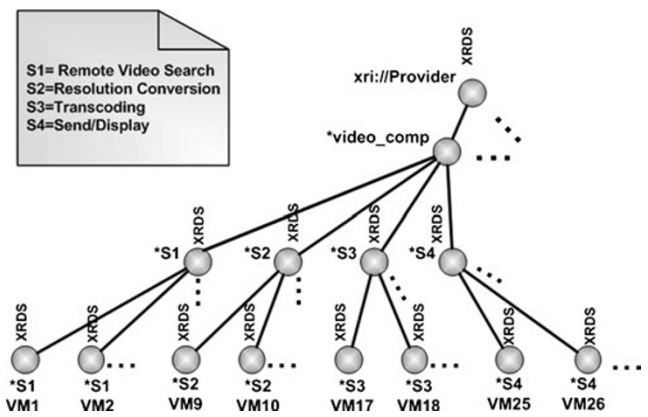 S1= Remote Video Search
S2=Resolution Conversion
S3=Transcoding
S4=Send/Display
XRDS
xri://Provider
*video_comp
XRDS
*S1
XRDS
*S2
XRDS
*S3
XRDS
*S4
XRDS
XRDS
XRDS
XRDS
XRDS
XRDS
XRDS
XRDS
*S1
*S1
*S2
*S2
*S3
*S3
*S4
*S4
VM1
VM2
VM9
VM10
VM17
VM18
VM25
VM26